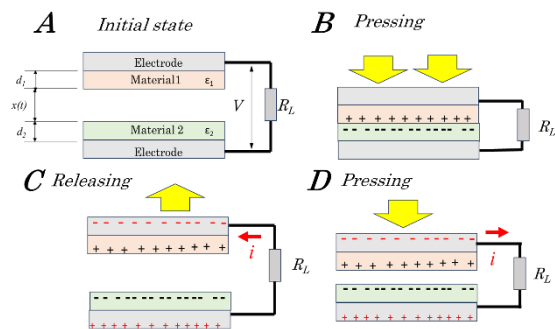 A Initial state
Electrode
d1
Material1 ε1
x(t)
V
RL
d2
Material 2 ε2
Electrode
B Pressing
+ + + + + + + + + +
- - - - - - - - - - - -
RL
C Releasing
- - - - - - - - - -
i
+ + + + + + + + + +
RL
- - - - - - - - - - - -
+ + + + + + + + + + + +
D Pressing
- - - - - - - - - -
i
+ + + + + + + + + +
RL
- - - - - - - - - - - -
+ + + + + + + + + + + +